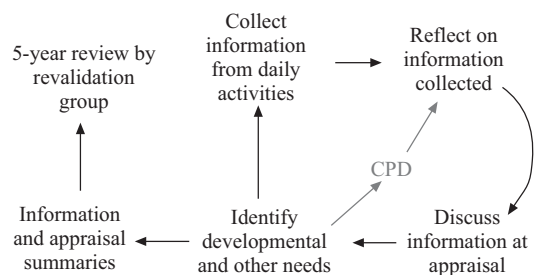 5-year review by
revalidation
group
Collect
information
from daily
activities
Reflect on
information
collected
CPD
Information
and appraisal
summaries
Identify
developmental
and other needs
Discuss
information at
appraisal